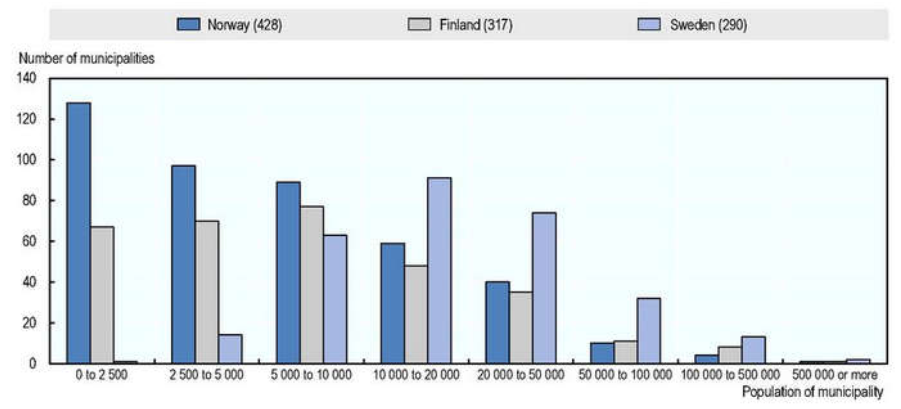 Norway (428) Finland (317) Sweden (290)
Number of municipalities
140
120
100
80
60
40
20
0
0 to 2 500 2 500 to 5 000 5 000 to 10 000 10 000 to 20 000 20 000 to 50 000 50 000 to 100 000 100 000 to 500 000 500 000 or more
Population of municipality